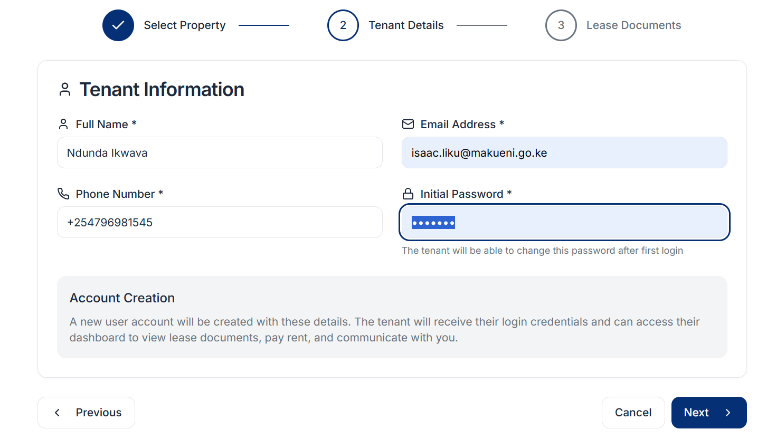 Select Property
2
Tenant Details
3
Lease Documents
Tenant Information
Full Name *
Email Address *
Ndunda Ikwava
isaac.liku@makueni.go.ke
Phone Number *
Initial Password *
+254796981545
•••••••
The tenant will be able to change this password after first login
Account Creation
A new user account will be created with these details. The tenant will receive their login credentials and can access their
dashboard to view lease documents, pay rent, and communicate with you.
Previous
Cancel
Next